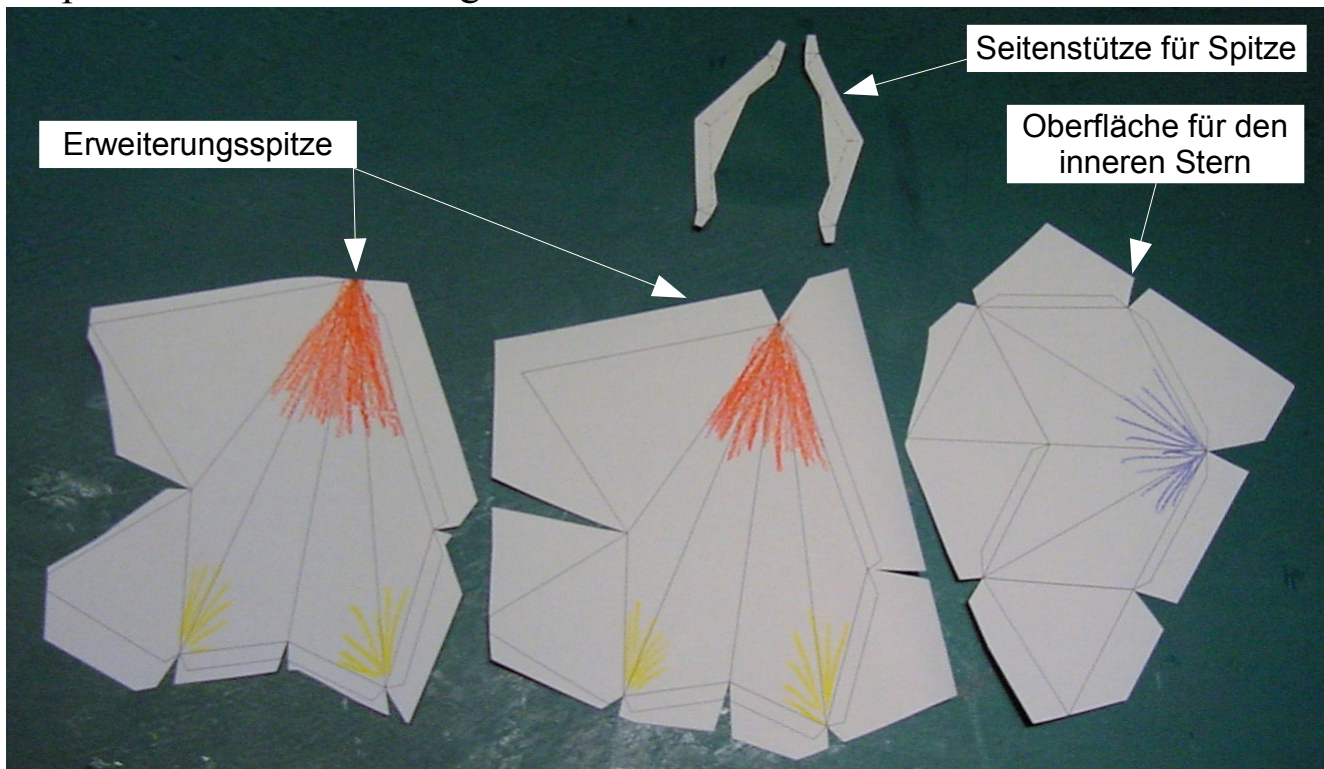 Seitenstütze für Spitze
Oberfläche für den
inneren Stern
Erweiterungsspitze